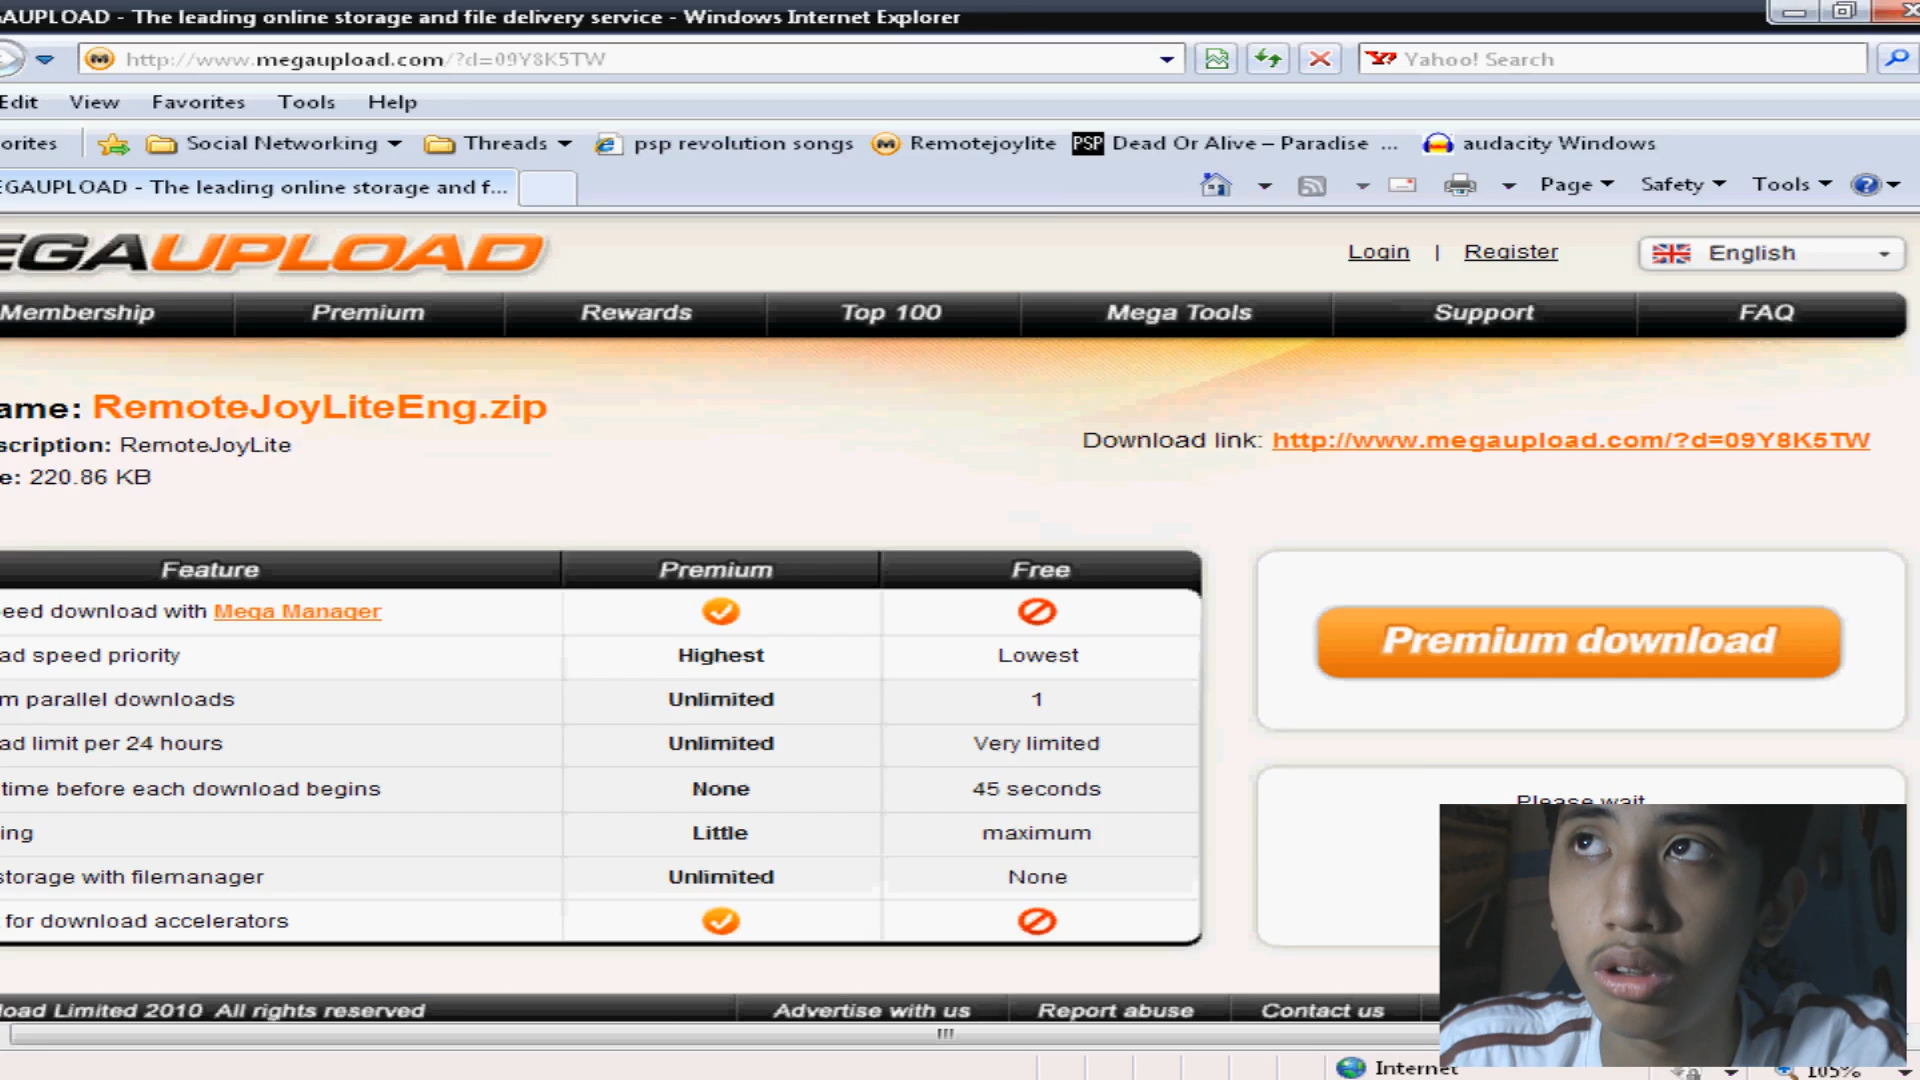 AUPLOAD - The leading online storage and file delivery service - Windows Internet Explorer
http://www.megaupload.com/?d=09Y8K5TW
Yahoo! Search
Edit View Favorites Tools Help
orites Social Networking Threads psp revolution songs Remotejoylite PSP Dead Or Alive – Paradise ... audacity Windows
EGAUPLOAD - The leading online storage and f...
Page Safety Tools
EGAUPLOAD
Login | Register English
Membership Premium Rewards Top 100 Mega Tools Support FAQ
ame: RemoteJoyLiteEng.zip
scription: RemoteJoyLite
Download link: http://www.megaupload.com/?d=09Y8K5TW
e: 220.86 KB
Feature Premium Free
eed download with Mega Manager
ad speed priority Highest Lowest
m parallel downloads Unlimited 1
ad limit per 24 hours Unlimited Very limited
time before each download begins None 45 seconds
ing Little maximum
storage with filemanager Unlimited None
for download accelerators
Premium download
Please wait
load Limited 2010 All rights reserved
Advertise with us Report abuse Contact us
Internet
105%